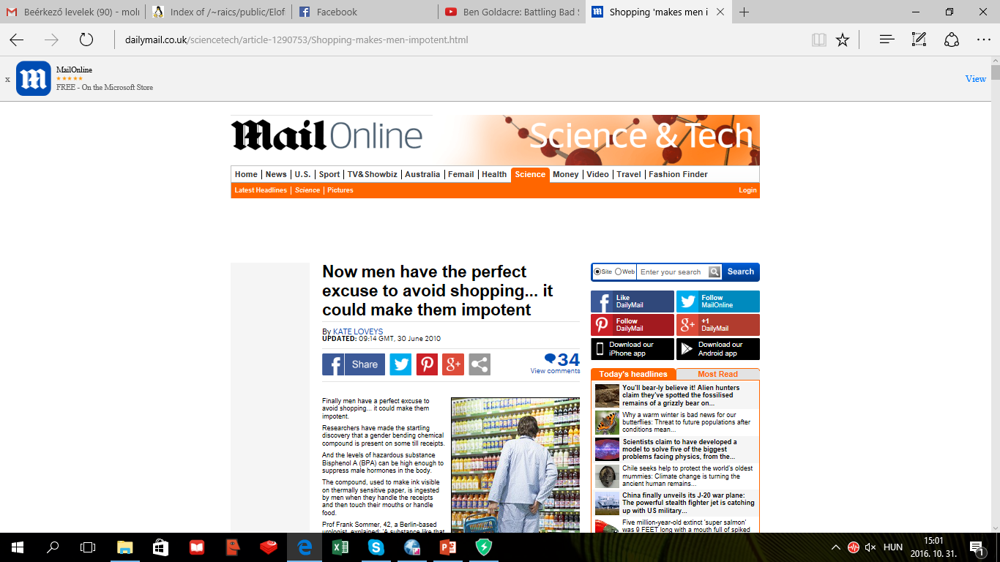 Beérkező levelek (90) - moln
Index of /~raics/public/Elof
Facebook
Ben Goldacre: Battling Bad S
Shopping 'makes men i
dailymail.co.uk/sciencetech/article-1290753/Shopping-makes-men-impotent.html
x
MailOnline
FREE - On the Microsoft Store
View
Mail Online
Science & Tech
Home | News | U.S. | Sport | TV&Showbiz | Australia | Femail | Health | Science | Money | Video | Travel | Fashion Finder
Latest Headlines | Science | Pictures
Login
Now men have the perfect
excuse to avoid shopping... it
could make them impotent
By KATE LOVEYS
UPDATED: 09:14 GMT, 30 June 2010
Share
34
View comments
Finally men have a perfect excuse to
avoid shopping... it could make them
impotent.
Researchers have made the startling
discovery that a gender bending chemical
compound is present on some till receipts.
And the levels of hazardous substance
Bisphenol A (BPA) can be high enough to
suppress male hormones in the body.
The compound, used to make ink visible
on thermally sensitive paper, is ingested
by men when they handle the receipts
and then touch their mouths or handle
food.
Prof Frank Sommer, 42, a Berlin-based
urologist, explained: 'A substance like that
Site Web Enter your search Search
Like
DailyMail
Follow
MailOnline
Follow
DailyMail
+1
DailyMail
Download our
iPhone app
Download our
Android app
Today's headlines
Most Read
You'll bear-ly believe it! Alien hunters
claim they've spotted the fossilised
remains of a grizzly bear on...
Why a warm winter is bad news for our
butterflies: Threat to future populations after
conditions mean...
Scientists claim to have developed a
model to solve five of the biggest
problems facing physics, from the...
Chile seeks help to protect the world's oldest
mummies: Climate change is turning the
ancient human remains...
China finally unveils its J-20 war plane:
The powerful stealth fighter jet is catching
up with US military...
Five million-year-old extinct 'super salmon'
was 9 FEET long with a mouth full of spiked
HUN
15:01
2016. 10. 31.
1